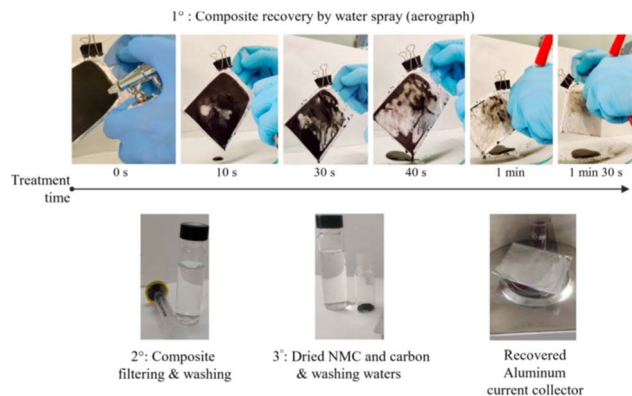 1° : Composite recovery by water spray (aerograph)
0 s
10 s
30 s
40 s
1 min
1 min 30 s
Treatment
time
2°: Composite
filtering & washing
3°: Dried NMC and carbon
& washing waters
Recovered
Aluminum
current collector